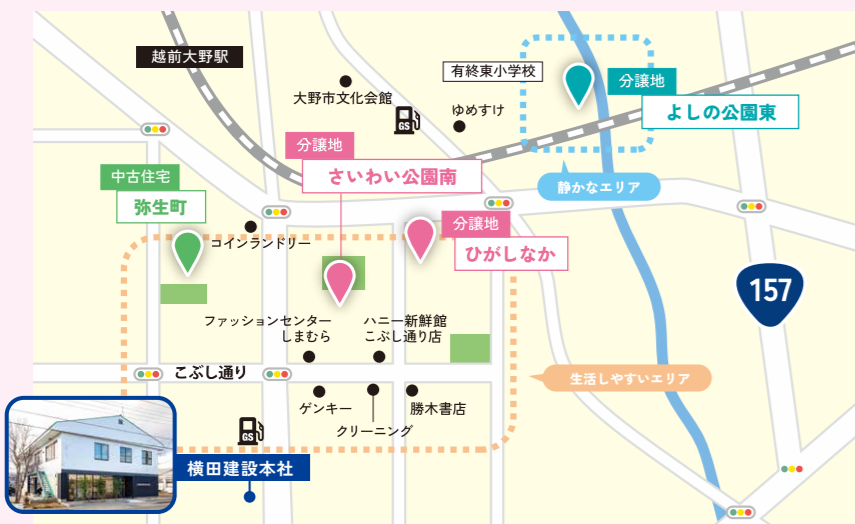 越前大野駅
大野市文化会館
GS
ゆめすけ
有終東小学校
分譲地
よしの公園東
静かなエリア
分譲地
さいわい公園南
中古住宅
弥生町
コインランドリー
分譲地
ひがしなか
157
ファッションセンター
しまむら
ハニー新鮮館
こぶし通り店
こぶし通り
生活しやすいエリア
ゲンキー
クリーニング
勝木書店
GS
横田建設本社